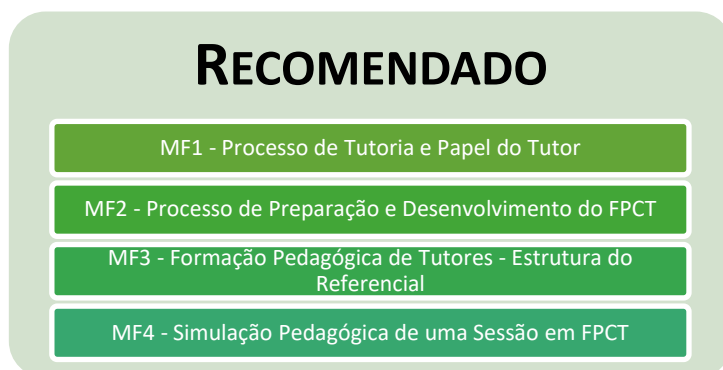 RECOMENDADO
MF1 - Processo de Tutoria e Papel do Tutor
MF2 - Processo de Preparação e Desenvolvimento do FPCT
MF3 - Formação Pedagógica de Tutores - Estrutura do
Referencial
MF4 - Simulação Pedagógica de uma Sessão em FPCT